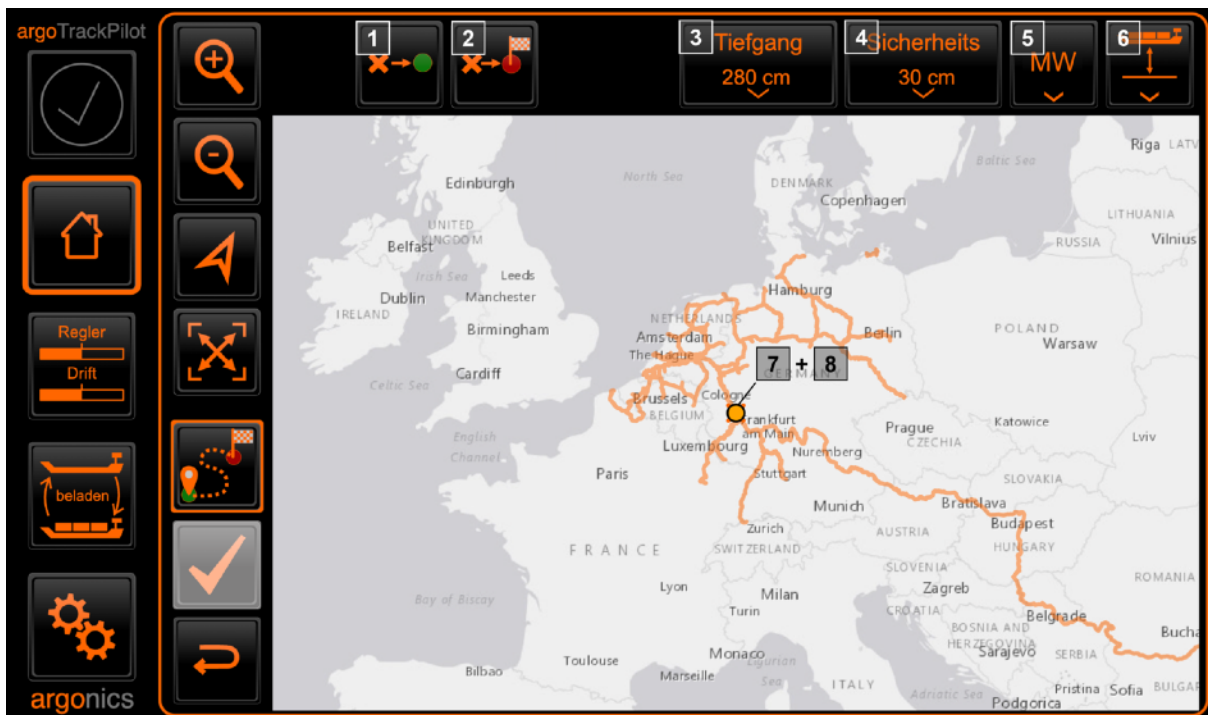 argoTrackPilot
Regler
Drift
beladen
argonics
1
2
3 Tiefgang
280 cm
4 Sicherheits
30 cm
5
MW
6
Riga LATV
Baltic Sea
Edinburgh
North Sea
DENMARK
Copenhagen
LITHUANIA
UNITED
KINGDOM
Belfast
RUSSIA
Vilnius
Irish Sea
Leeds
Dublin
Manchester
Hamburg
IRELAND
NETHERLANDS
Birmingham
Amsterdam
Berlin
POLAND
Warsaw
The Hague
7 + 8
GERMANY
Cardiff
Celtic Sea
Brussels
Cologne
BELGIUM
Frankfurt
am Main
Prague
Katowice
English
Channel
CZECHIA
Lviv
Luxembourg
Nuremberg
Paris
Stuttgart
SLOVAKIA
Munich
Bratislava
Budapest
Zurich
AUSTRIA
HUNGARY
FRANCE
SWITZERLAND
SLOVENIA
ROMANIA
Lyon
Milan
Zagreb
Bay of Biscay
Turin
CROATIA
Belgrade
BOSNIA AND
HERZEGOVINA
Bucha
Monaco
Sarajevo
SERBIA
Toulouse
Ligurian
Sea
Bilbao
Marseille
ITALY
Adriatic Sea
Pristina
Sofia
BULGAR
Podgorica